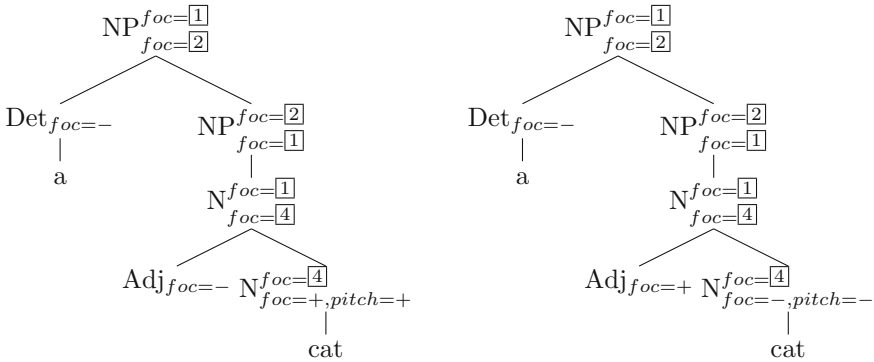 NP^{foc=[1]}_{foc=[2]} NP^{foc=[1]}_{foc=[2]}
Det_{foc=−} NP^{foc=[2]}_{foc=[1]} Det_{foc=−} NP^{foc=[2]}_{foc=[1]}
a a
N^{foc=[1]}_{foc=[4]} N^{foc=[1]}_{foc=[4]}
Adj_{foc=−} N^{foc=[4]}_{foc=+,pitch=+} Adj_{foc=+} N^{foc=[4]}_{foc=−,pitch=−}
cat cat